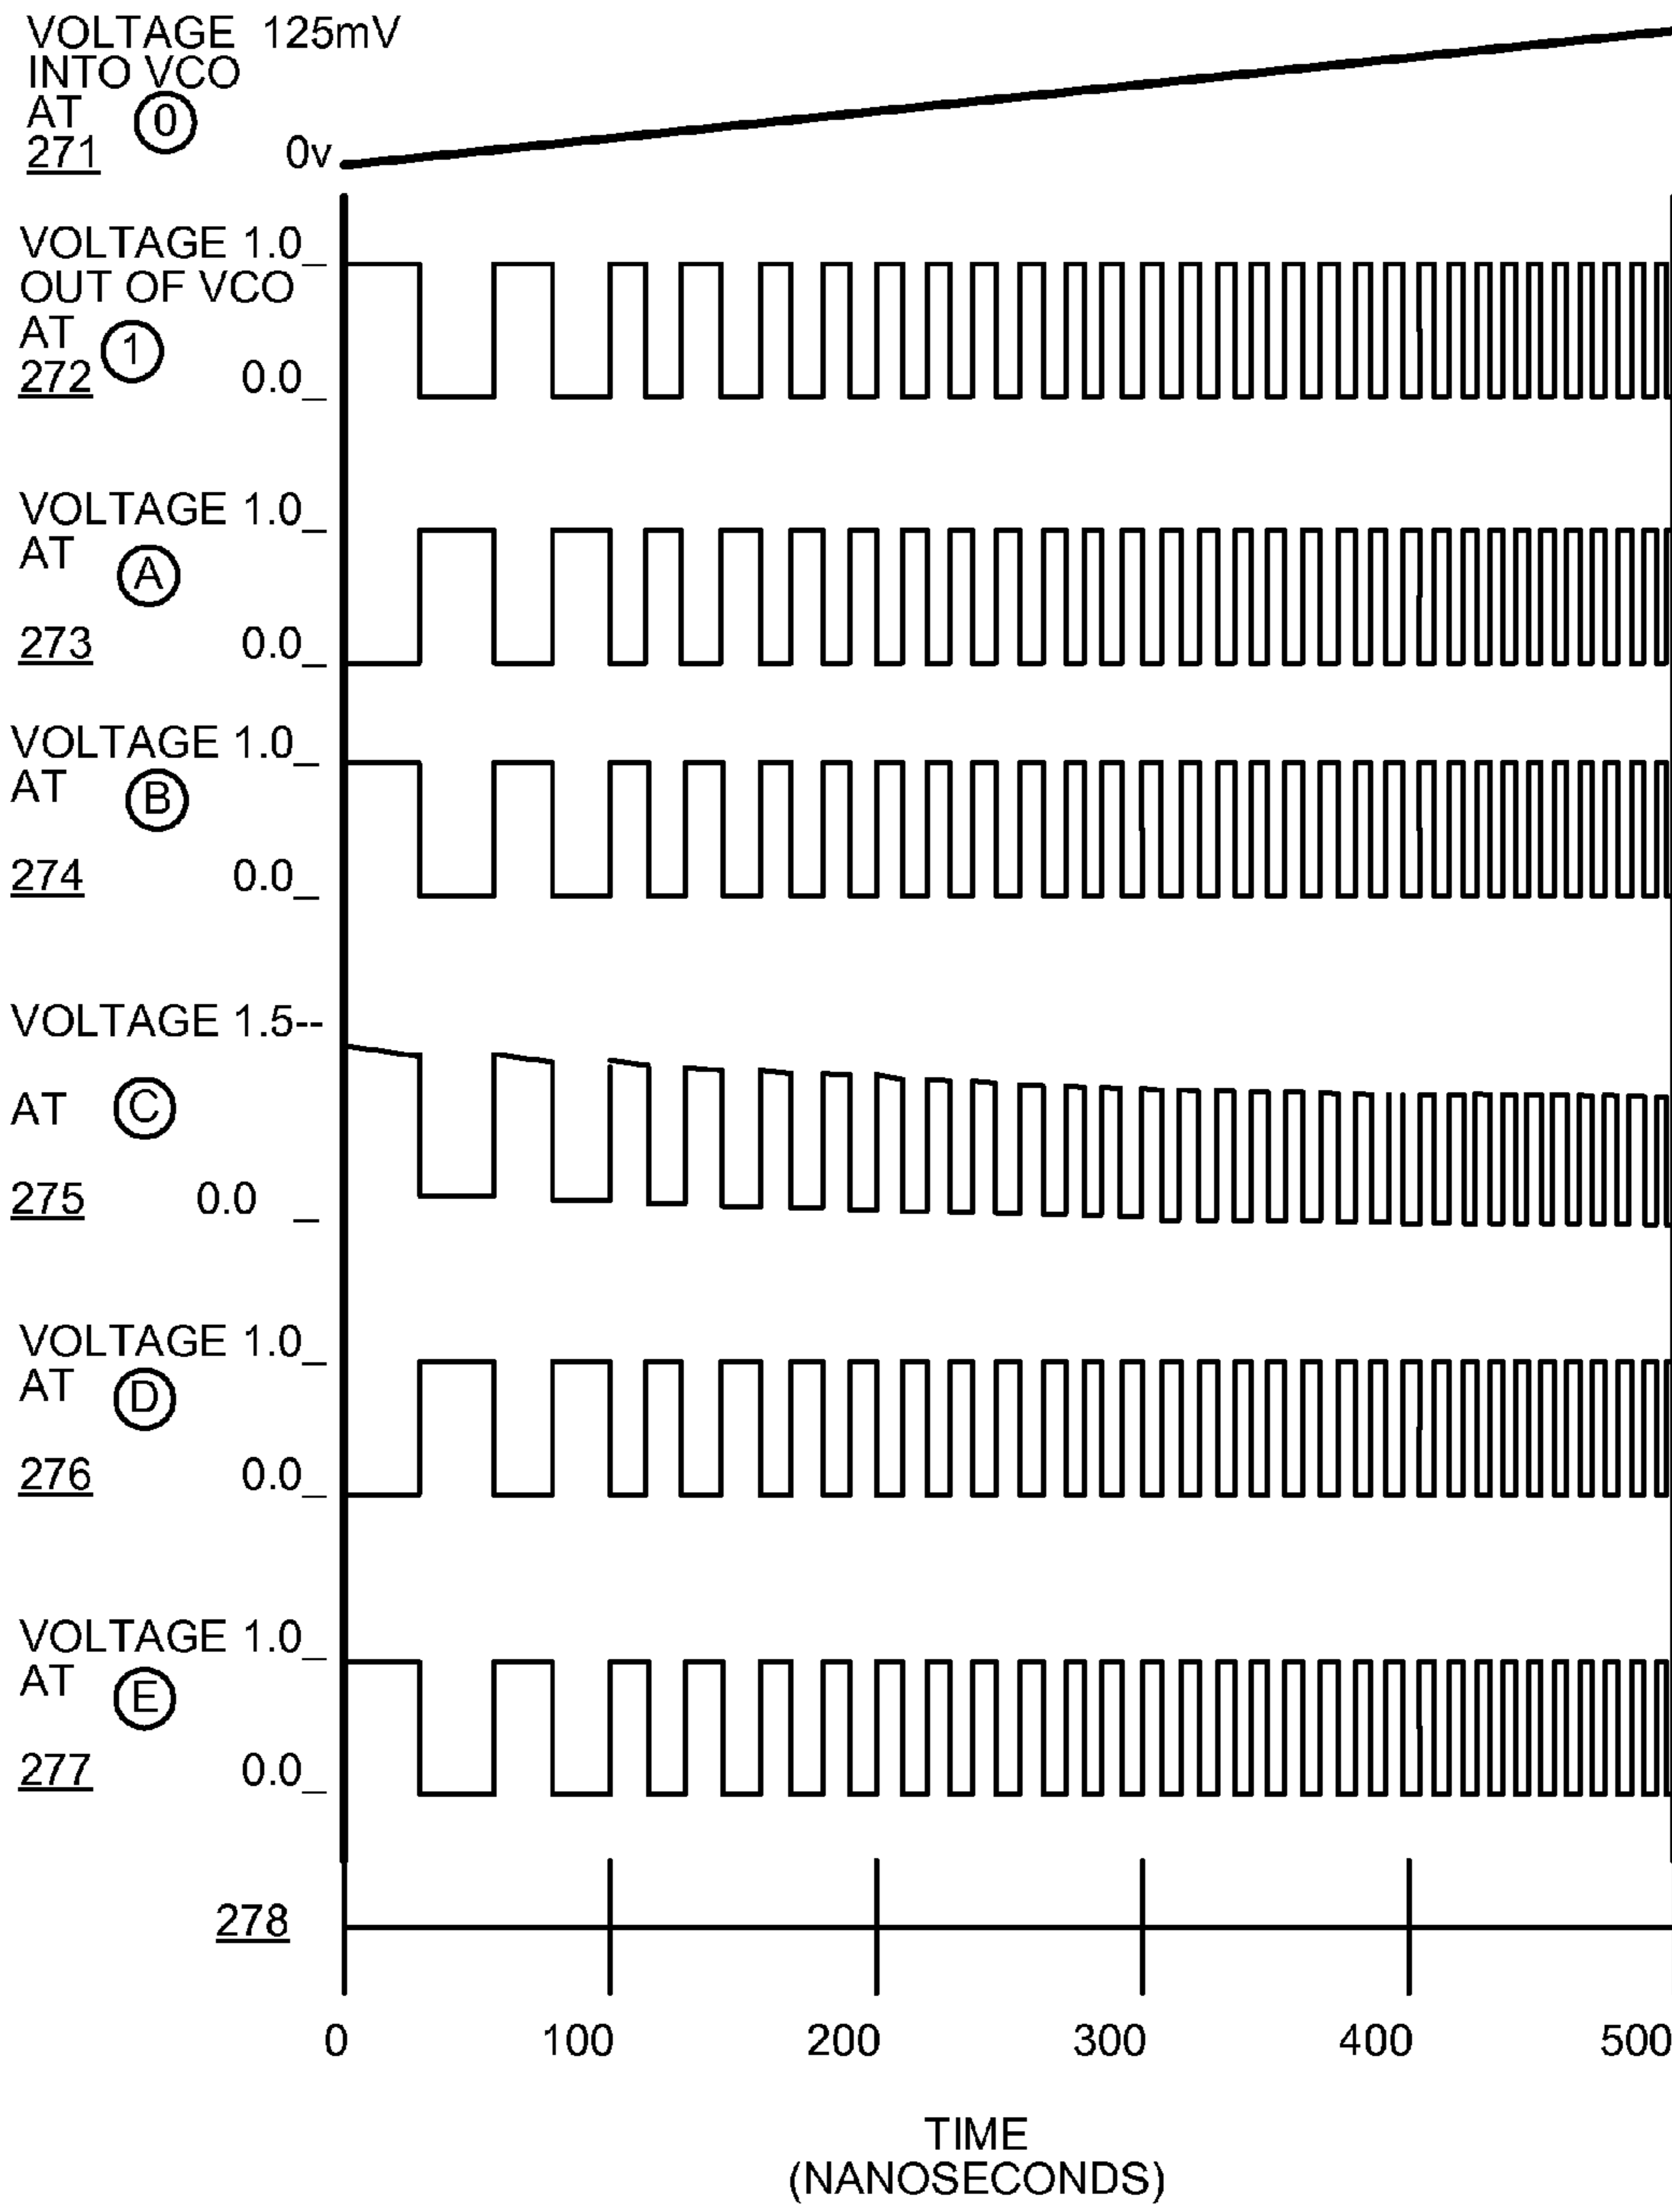 VOLTAGE 125mV
INTO VCO
AT 0
271 0v
VOLTAGE 1.0_
OUT OF VCO
AT 1
272 0.0_
VOLTAGE 1.0_
AT A
273 0.0_
VOLTAGE 1.0_
AT B
274 0.0_
VOLTAGE 1.5--
AT C
275 0.0 _
VOLTAGE 1.0_
AT D
276 0.0_
VOLTAGE 1.0_
AT E
277 0.0_
278
0 100 200 300 400 500
TIME
(NANOSECONDS)